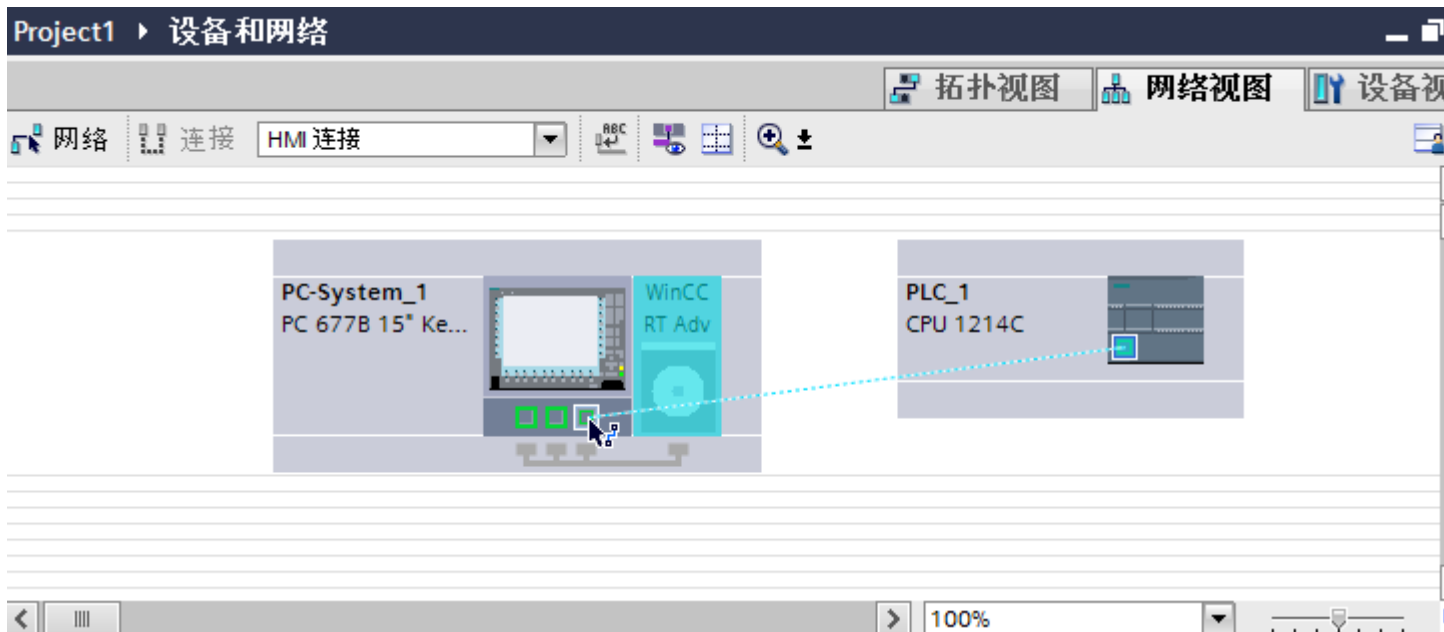 Project1 ▸ 设备和网络
拓扑视图 网络视图 设备视
网络 连接 HMI 连接
PC-System_1
PC 677B 15" Ke...
WinCC
RT Adv
PLC_1
CPU 1214C
100%